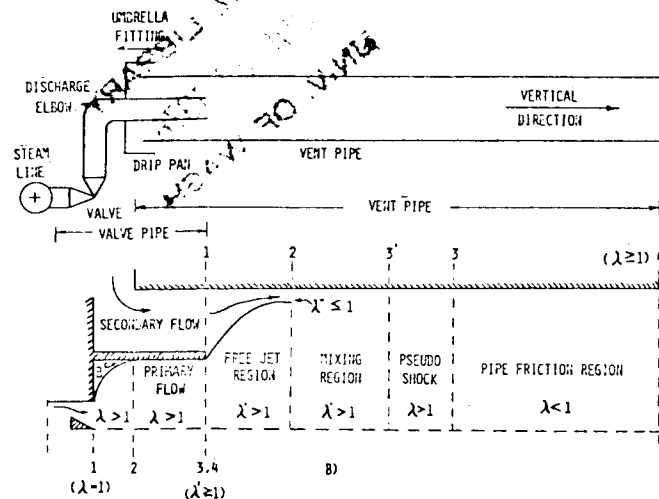 UMBRELLA
FITTING
DISCHARGE
ELBOW
STEAM
LINE
VALVE
VALVE PIPE
DRIP PAN
VENT PIPE
VERTICAL
DIRECTION
VENT PIPE
1 2 3' 3 (λ≥1)
SECONDARY FLOW
λ" ≤ 1
PRIMARY
FLOW
FREE JET
REGION
MIXING
REGION
PSEUDO
SHOCK
PIPE FRICTION REGION
λ>1 λ>1 λ'>1 λ'>1 λ>1 λ<1
1 2 3,4 B)
(λ=1) (λ'≥1)